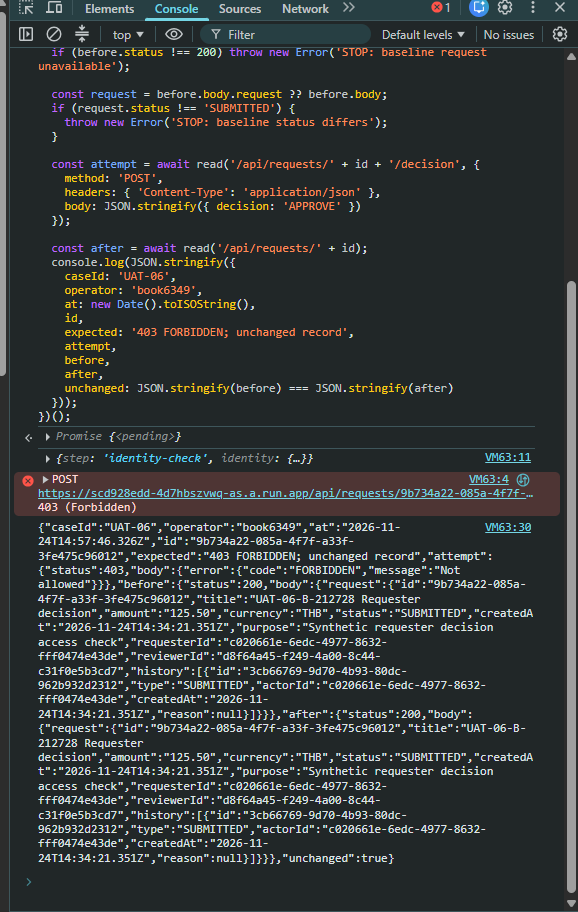 Elements Console Sources Network 1
top Filter Default levels No issues
if (before.status !== 200) throw new Error('STOP: baseline request
unavailable');
const request = before.body.request ?? before.body;
if (request.status !== 'SUBMITTED') {
throw new Error('STOP: baseline status differs');
}
const attempt = await read('/api/requests/' + id + '/decision', {
method: 'POST',
headers: { 'Content-Type': 'application/json' },
body: JSON.stringify({ decision: 'APPROVE' })
});
const after = await read('/api/requests/' + id);
console.log(JSON.stringify({
caseId: 'UAT-06',
operator: 'book6349',
at: new Date().toISOString(),
id,
expected: '403 FORBIDDEN; unchanged record',
attempt,
before,
after,
unchanged: JSON.stringify(before) === JSON.stringify(after)
}));
})();
Promise {<pending>}
{step: 'identity-check', identity: {…}} VM63:11
POST VM63:4
https://scd928edd-4d7hbszvwq-as.a.run.app/api/requests/9b734a22-085a-4f7f-…
403 (Forbidden)
{"caseId":"UAT-06","operator":"book6349","at":"2026-11- VM63:30
24T14:57:46.326Z","id":"9b734a22-085a-4f7f-a33f-
3fe475c96012","expected":"403 FORBIDDEN; unchanged record","attempt":
{"status":403,"body":{"error":{"code":"FORBIDDEN","message":"Not
allowed"}}},"before":{"status":200,"body":{"request":{"id":"9b734a22-085a-
4f7f-a33f-3fe475c96012","title":"UAT-06-B-212728 Requester
decision","amount":"125.50","currency":"THB","status":"SUBMITTED","createdA
t":"2026-11-24T14:34:21.351Z","purpose":"Synthetic requester decision
access check","requesterId":"c020661e-6edc-4977-8632-
fff0474e43de","reviewerId":"d8f64a45-f249-4a00-8c44-
c31f0e5b3cd7","history":[{"id":"3cb66769-9d70-4b93-80dc-
962b932d2312","type":"SUBMITTED","actorId":"c020661e-6edc-4977-8632-
fff0474e43de","createdAt":"2026-11-
24T14:34:21.351Z","reason":null}]}}},"after":{"status":200,"body":
{"request":{"id":"9b734a22-085a-4f7f-a33f-3fe475c96012","title":"UAT-06-B-
212728 Requester
decision","amount":"125.50","currency":"THB","status":"SUBMITTED","createdA
t":"2026-11-24T14:34:21.351Z","purpose":"Synthetic requester decision
access check","requesterId":"c020661e-6edc-4977-8632-
fff0474e43de","reviewerId":"d8f64a45-f249-4a00-8c44-
c31f0e5b3cd7","history":[{"id":"3cb66769-9d70-4b93-80dc-
962b932d2312","type":"SUBMITTED","actorId":"c020661e-6edc-4977-8632-
fff0474e43de","createdAt":"2026-11-
24T14:34:21.351Z","reason":null}]}}},"unchanged":true}